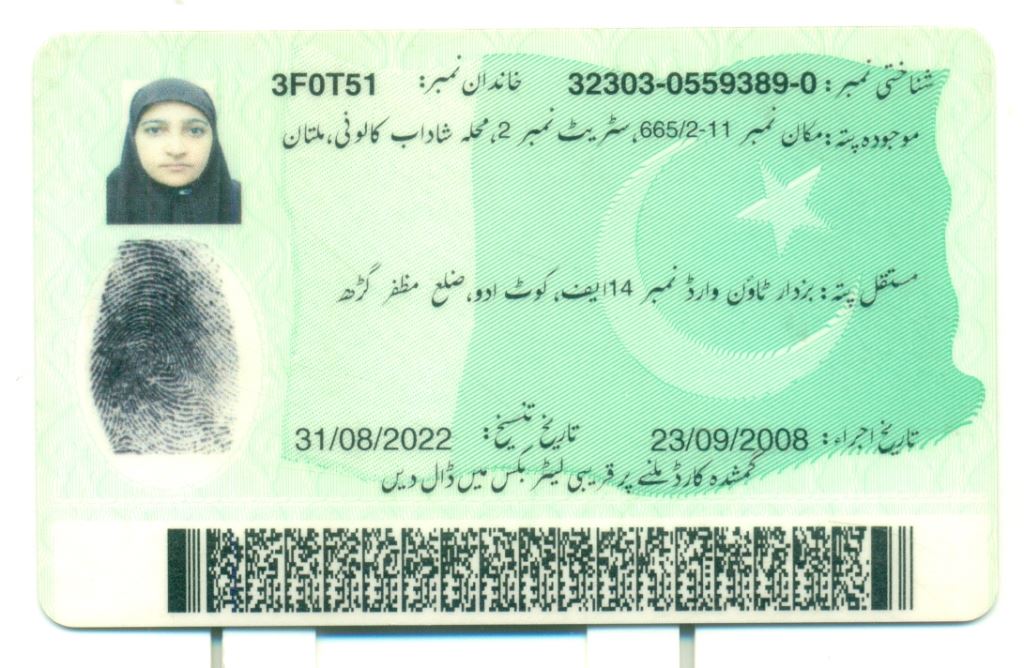 شناختی نمبر: 32303-0559389-0 خاندان نمبر: 3F0T51
موجودہ پتہ: مکان نمبر 11-665/2، سٹریٹ نمبر 2، محلہ شاداب کالونی، ملتان
مستقل پتہ: بزدار ٹاؤن وارڈ نمبر 14ایف، کوٹ ادو، ضلع مظفر گڑھ
تاریخ اجراء: 23/09/2008 تاریخ تنسیخ: 31/08/2022
گمشدہ کارڈ ملنے پر قریبی لیٹر بکس میں ڈال دیں